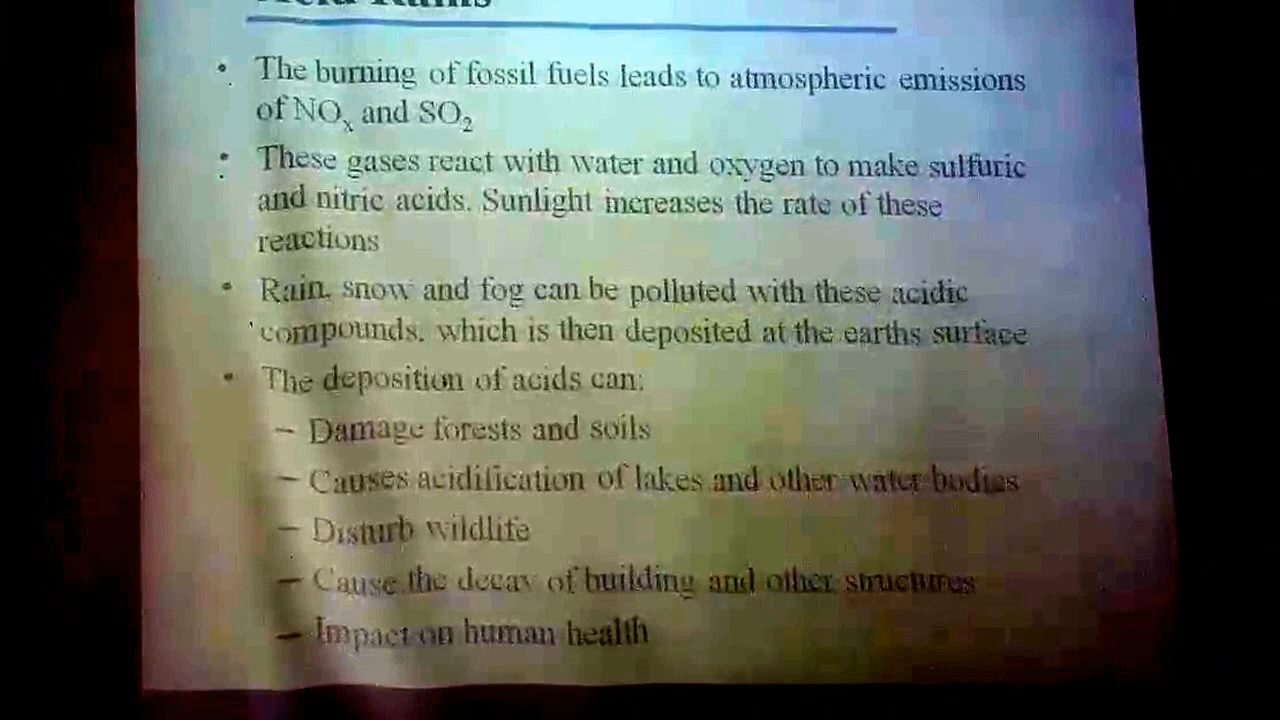 Acid Rains
• The burning of fossil fuels leads to atmospheric emissions
of NOₓ and SO₂
• These gases react with water and oxygen to make sulfuric
and nitric acids. Sunlight increases the rate of these
reactions
• Rain, snow and fog can be polluted with these acidic
compounds, which is then deposited at the earths surface
• The deposition of acids can:
– Damage forests and soils
– Causes acidification of lakes and other water bodies
– Disturb wildlife
– Cause the decay of building and other structures
– Impact on human health